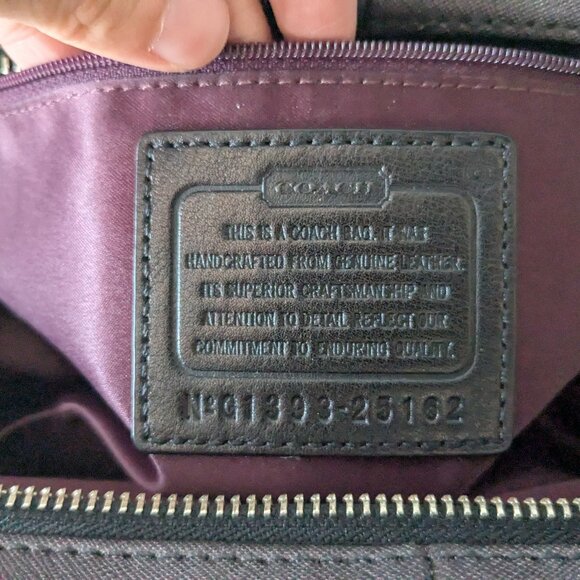 COACH
THIS IS A COACH BAG. IT WAS
HANDCRAFTED FROM GENUINE LEATHER.
ITS SUPERIOR CRAFTSMANSHIP AND
ATTENTION TO DETAIL REFLECT OUR
COMMITMENT TO ENDURING QUALITY.
Nº G1393-25162